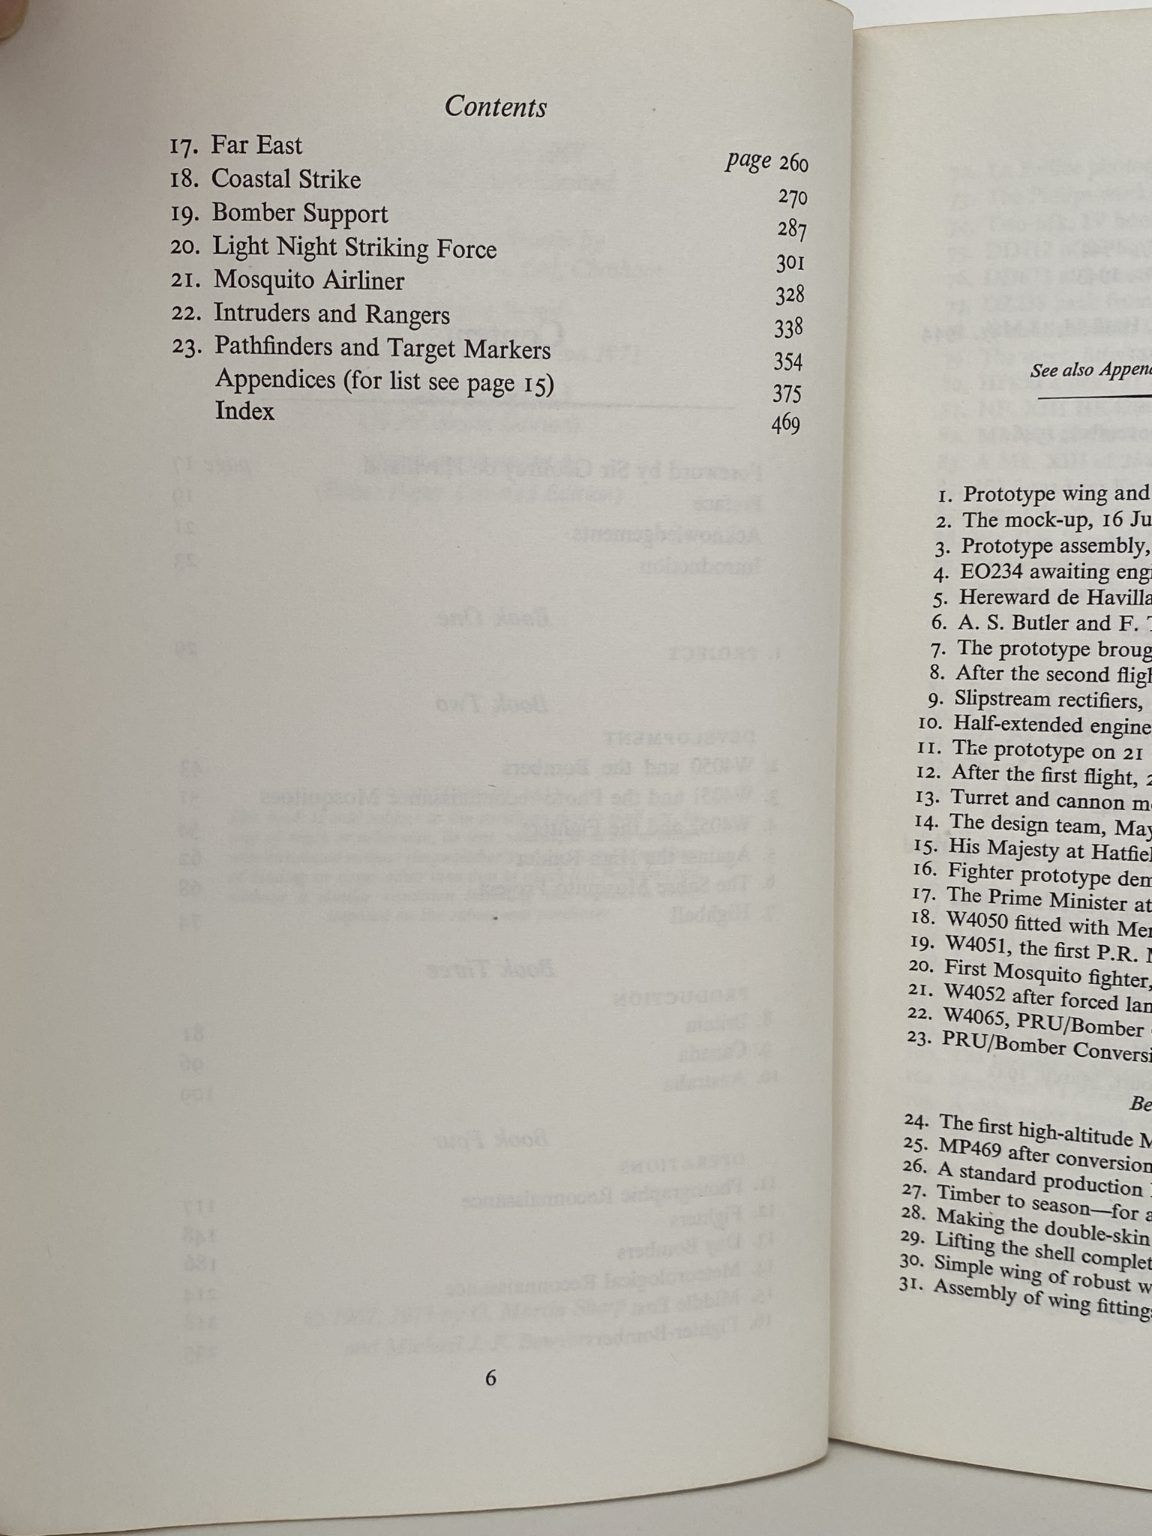 Contents
17. Far East page 260
18. Coastal Strike 270
19. Bomber Support 287
20. Light Night Striking Force 301
21. Mosquito Airliner 328
22. Intruders and Rangers 338
23. Pathfinders and Target Markers 354
Appendices (for list see page 15) 375
Index 469
6
See also Appen
1. Prototype wing and
2. The mock-up, 16 Ju
3. Prototype assembly,
4. EO234 awaiting eng
5. Hereward de Havilla
6. A. S. Butler and F. T
7. The prototype broug
8. After the second fligh
9. Slipstream rectifiers,
10. Half-extended engine
11. The prototype on 21
12. After the first flight, 2
13. Turret and cannon m
14. The design team, May
15. His Majesty at Hatfiel
16. Fighter prototype dem
17. The Prime Minister at
18. W4050 fitted with Mer
19. W4051, the first P.R. M
20. First Mosquito fighter,
21. W4052 after forced lan
22. W4065, PRU/Bomber
23. PRU/Bomber Conversi
Be
24. The first high-altitude M
25. MP469 after conversion
26. A standard production
27. Timber to season—for a
28. Making the double-skin
29. Lifting the shell complet
30. Simple wing of robust w
31. Assembly of wing fitting